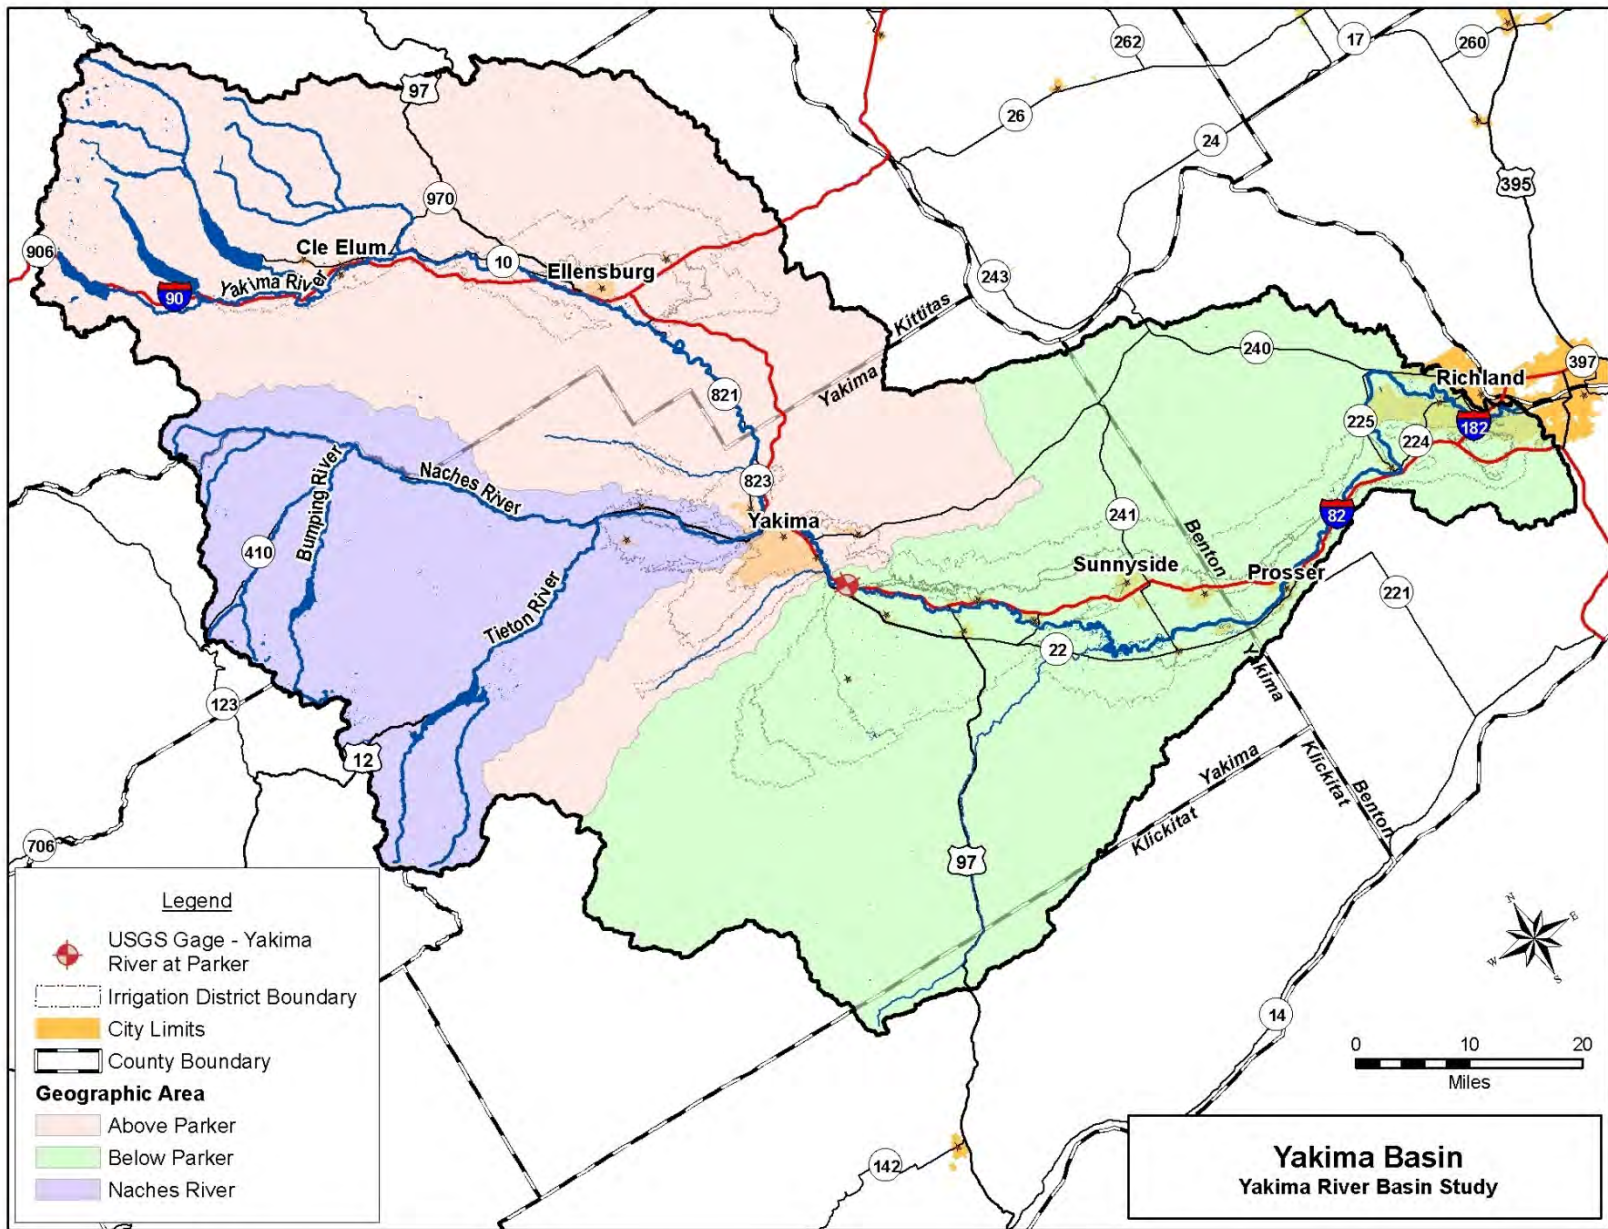 97
262
17
260
26
24
395
970
906
Cle Elum
10
Ellensburg
243
90
Yakima River
Kittitas
Yakima
240
397
Richland
821
225
182
224
Naches River
823
Yakima
241
82
Benton
Yakima
410
Bumping River
Tieton River
Sunnyside
Prosser
221
22
123
12
Yakima
Klickitat
Klickitat
Benton
706
97
N
E
W
S
14
142
Legend
USGS Gage - Yakima
River at Parker
Irrigation District Boundary
City Limits
County Boundary
Geographic Area
Above Parker
Below Parker
Naches River
0 10 20
Miles
Yakima Basin
Yakima River Basin Study